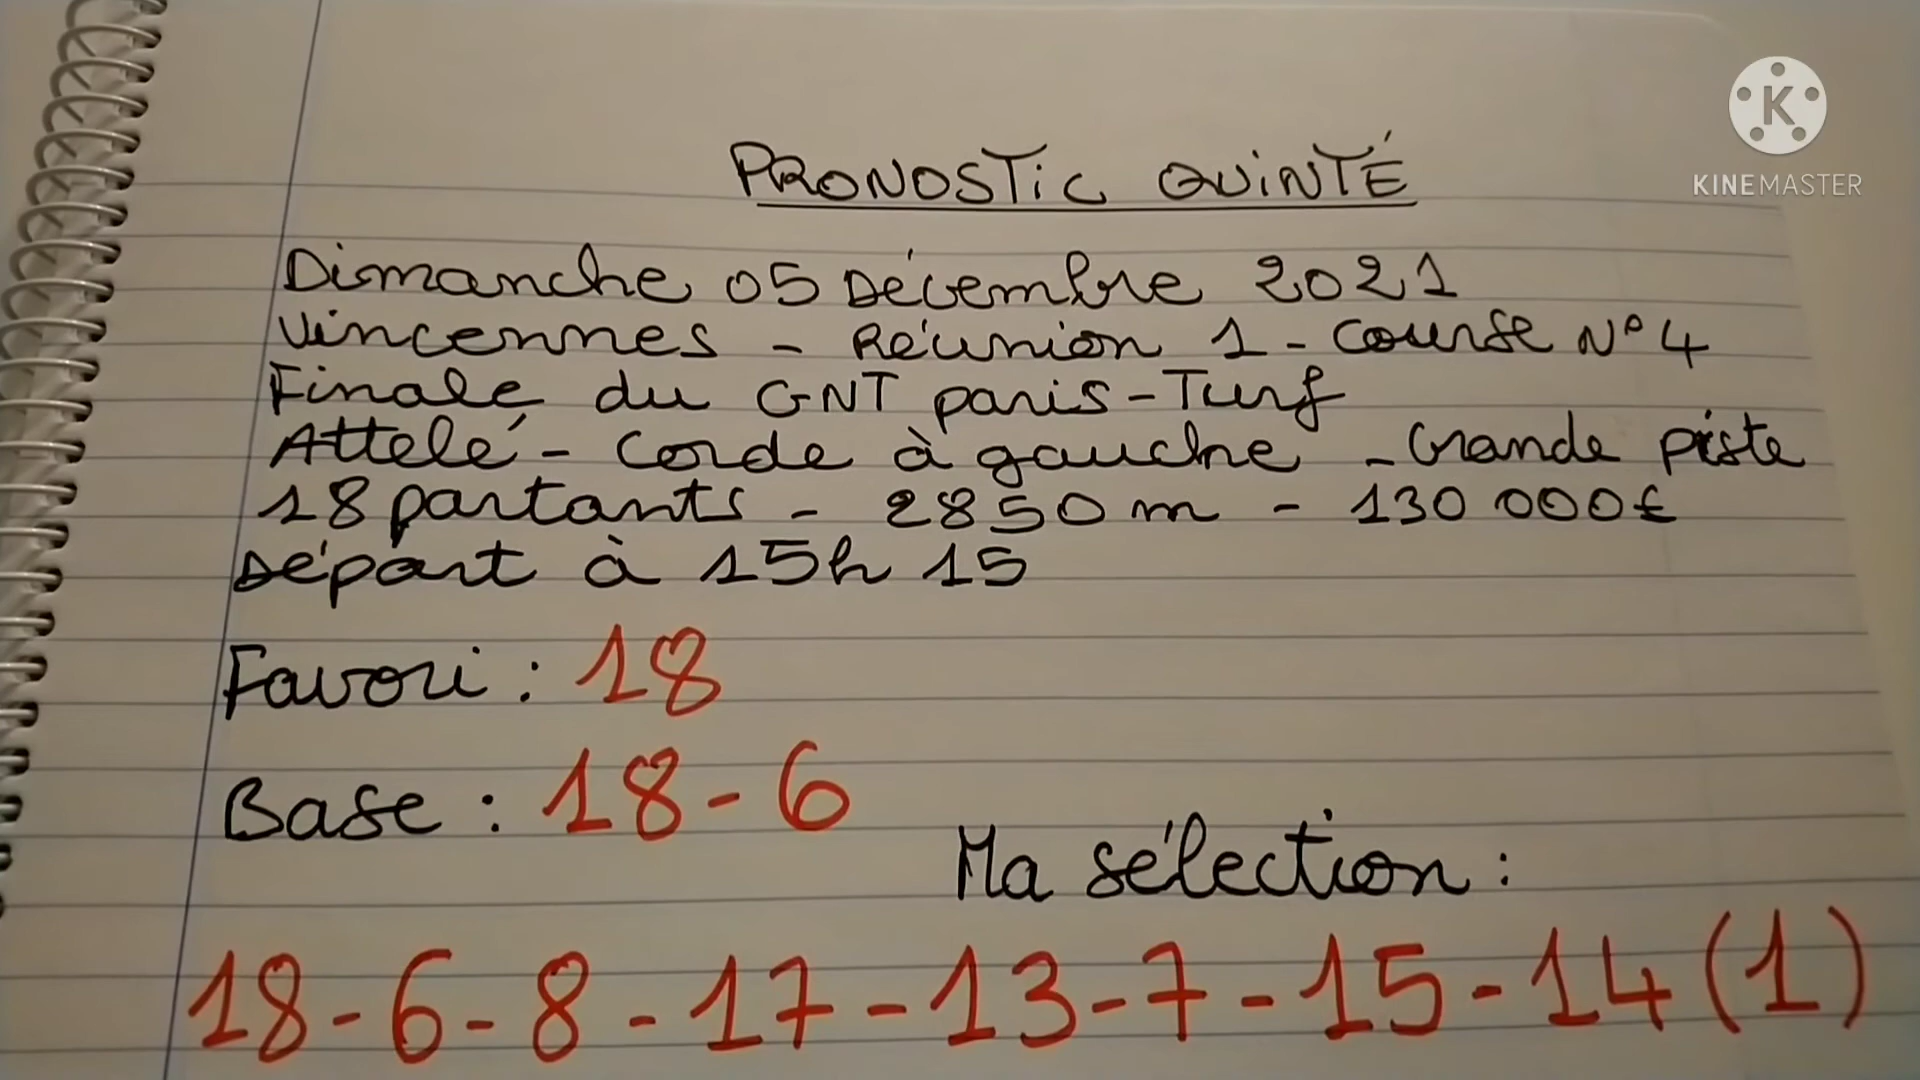 KINEMASTER
PRONOSTIC QUINTÉ
Dimanche 05 Décembre 2021
Vincennes - Réunion 1 - Course N° 4
Finale du GNT Paris-Turf
Attelé - Corde à gauche - Grande piste
18 partants - 2850 m - 130 000€
Départ à 15h 15
Favori : 18
Base : 18 - 6
Ma sélection :
18 - 6 - 8 - 17 - 13 - 7 - 15 - 14 (1)